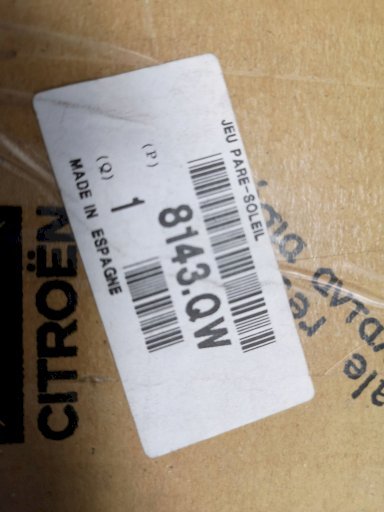 JEU PARE-SOLEIL
(P)
8143.QW
(Q)
1
MADE IN ESPAGNE
CITROËN